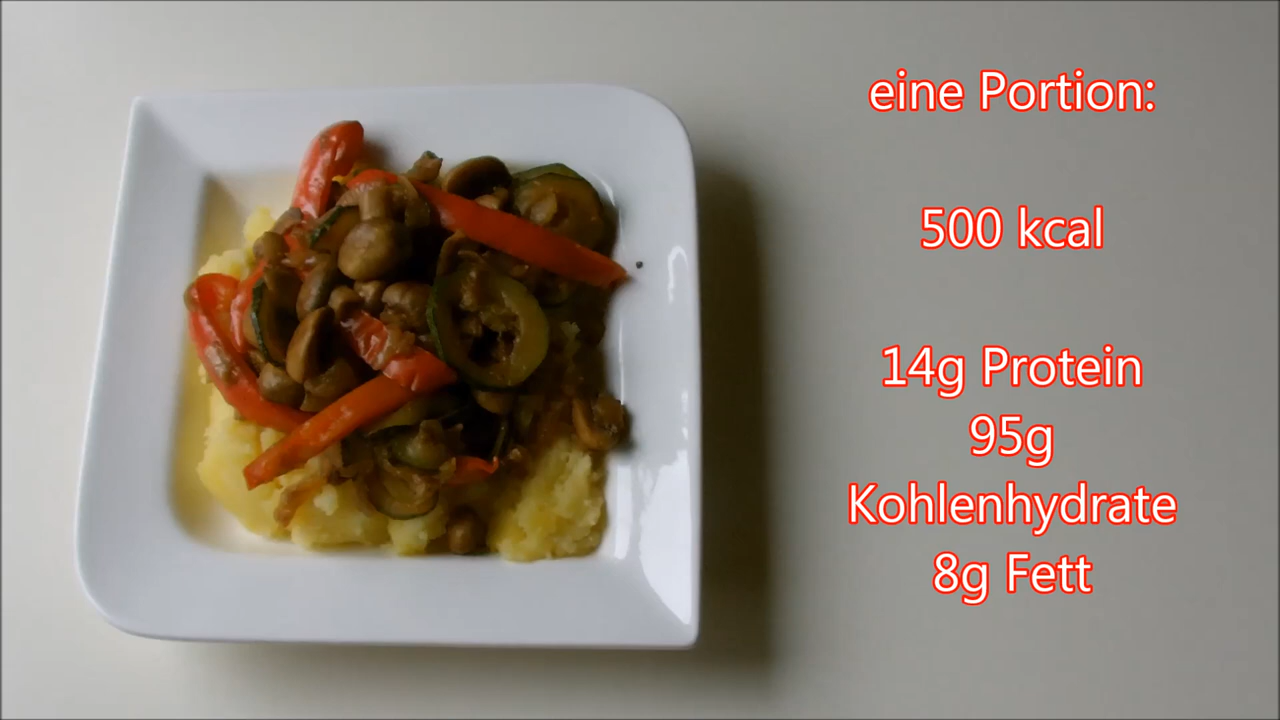 eine Portion:
500 kcal
14g Protein
95g
Kohlenhydrate
8g Fett